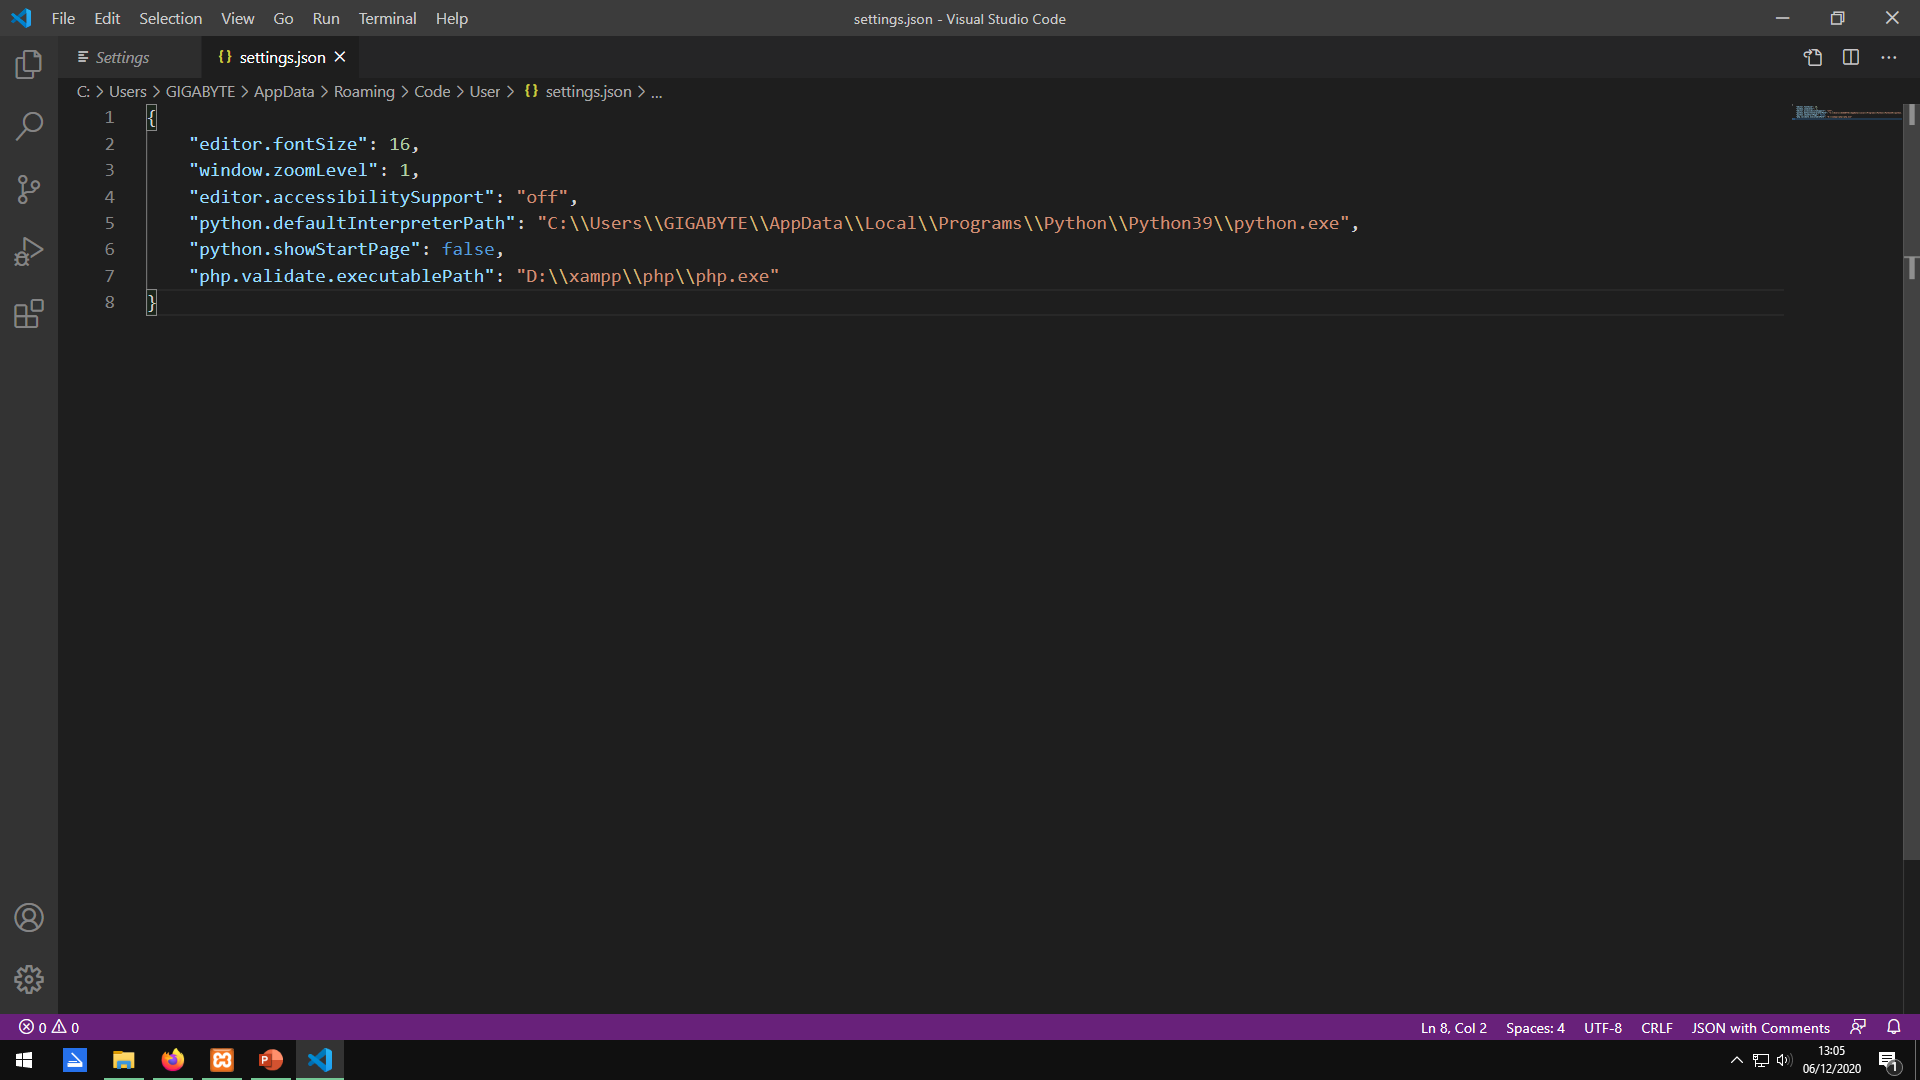 File Edit Selection View Go Run Terminal Help
settings.json - Visual Studio Code
Settings
{} settings.json
C: > Users > GIGABYTE > AppData > Roaming > Code > User > {} settings.json > ...
1 {
2 "editor.fontSize": 16,
3 "window.zoomLevel": 1,
4 "editor.accessibilitySupport": "off",
5 "python.defaultInterpreterPath": "C:\\Users\\GIGABYTE\\AppData\\Local\\Programs\\Python\\Python39\\python.exe",
6 "python.showStartPage": false,
7 "php.validate.executablePath": "D:\\xampp\\php\\php.exe"
8 }
0 0
Ln 8, Col 2 Spaces: 4 UTF-8 CRLF JSON with Comments
13:05
06/12/2020
1